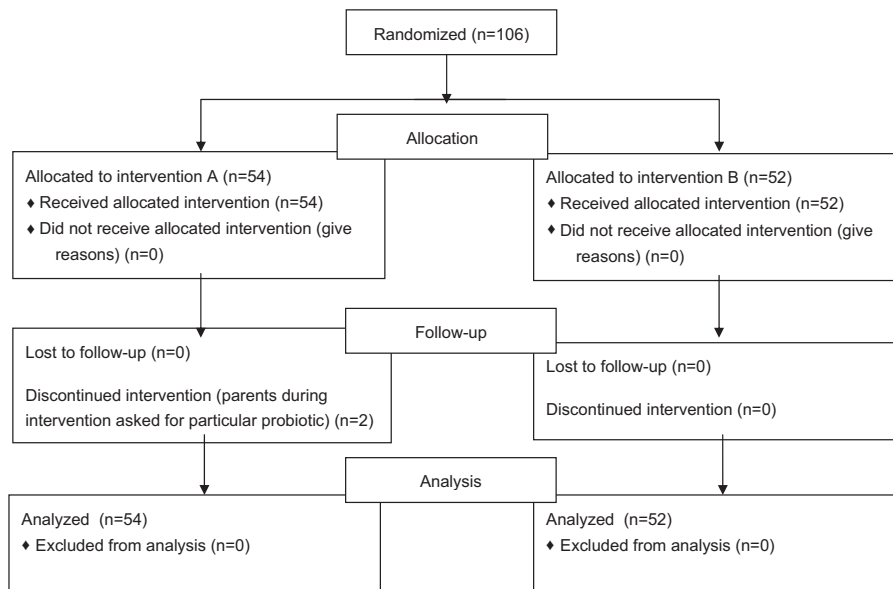 Randomized (n=106)
Allocation
Allocated to intervention A (n=54)
♦ Received allocated intervention (n=54)
♦ Did not receive allocated intervention (give
reasons) (n=0)
Allocated to intervention B (n=52)
♦ Received allocated intervention (n=52)
♦ Did not receive allocated intervention (give
reasons) (n=0)
Follow-up
Lost to follow-up (n=0)
Discontinued intervention (parents during
intervention asked for particular probiotic) (n=2)
Lost to follow-up (n=0)
Discontinued intervention (n=0)
Analysis
Analyzed (n=54)
♦ Excluded from analysis (n=0)
Analyzed (n=52)
♦ Excluded from analysis (n=0)